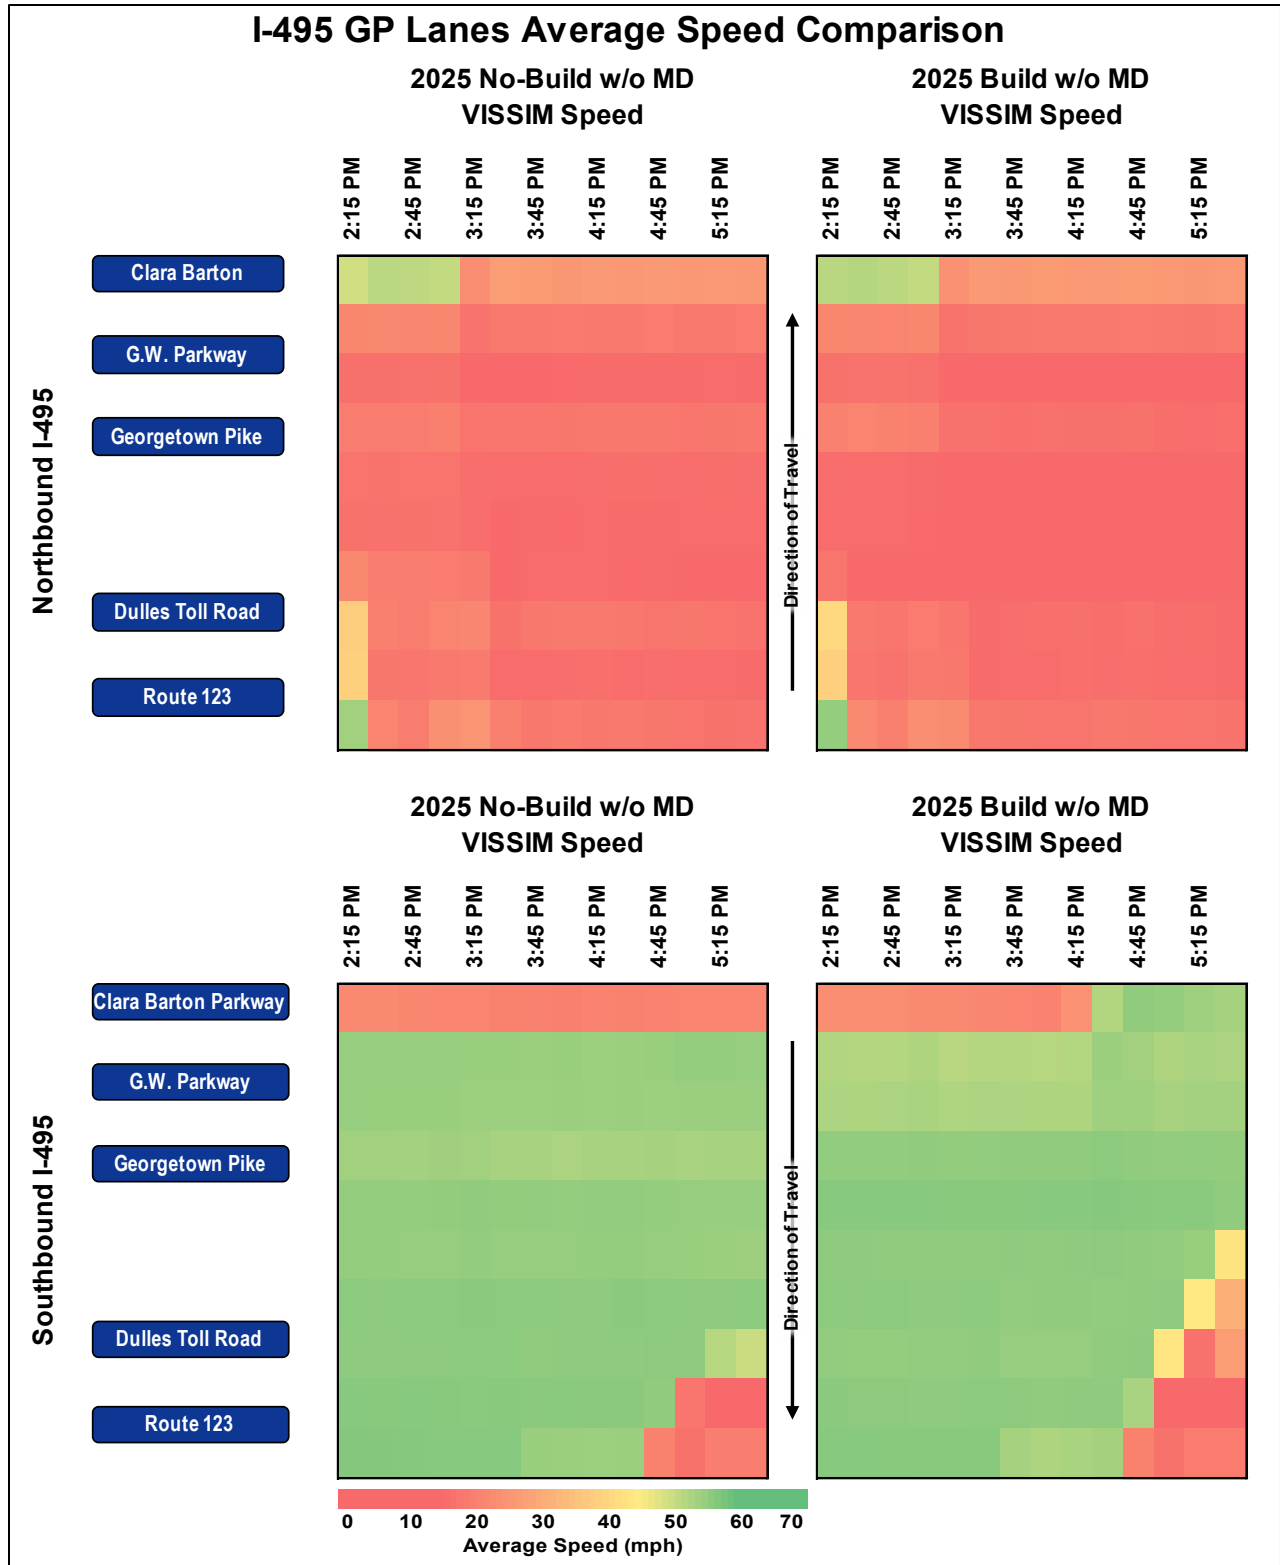 I-495 GP Lanes Average Speed Comparison
2025 No-Build w/o MD
VISSIM Speed
2025 Build w/o MD
VISSIM Speed
2:15 PM
2:45 PM
3:15 PM
3:45 PM
4:15 PM
4:45 PM
5:15 PM
2:15 PM
2:45 PM
3:15 PM
3:45 PM
4:15 PM
4:45 PM
5:15 PM
Northbound I-495
Clara Barton
G.W. Parkway
Georgetown Pike
Dulles Toll Road
Route 123
Direction of Travel
2025 No-Build w/o MD
VISSIM Speed
2025 Build w/o MD
VISSIM Speed
2:15 PM
2:45 PM
3:15 PM
3:45 PM
4:15 PM
4:45 PM
5:15 PM
2:15 PM
2:45 PM
3:15 PM
3:45 PM
4:15 PM
4:45 PM
5:15 PM
Southbound I-495
Clara Barton Parkway
G.W. Parkway
Georgetown Pike
Dulles Toll Road
Route 123
Direction of Travel
0 10 20 30 40 50 60 70
Average Speed (mph)